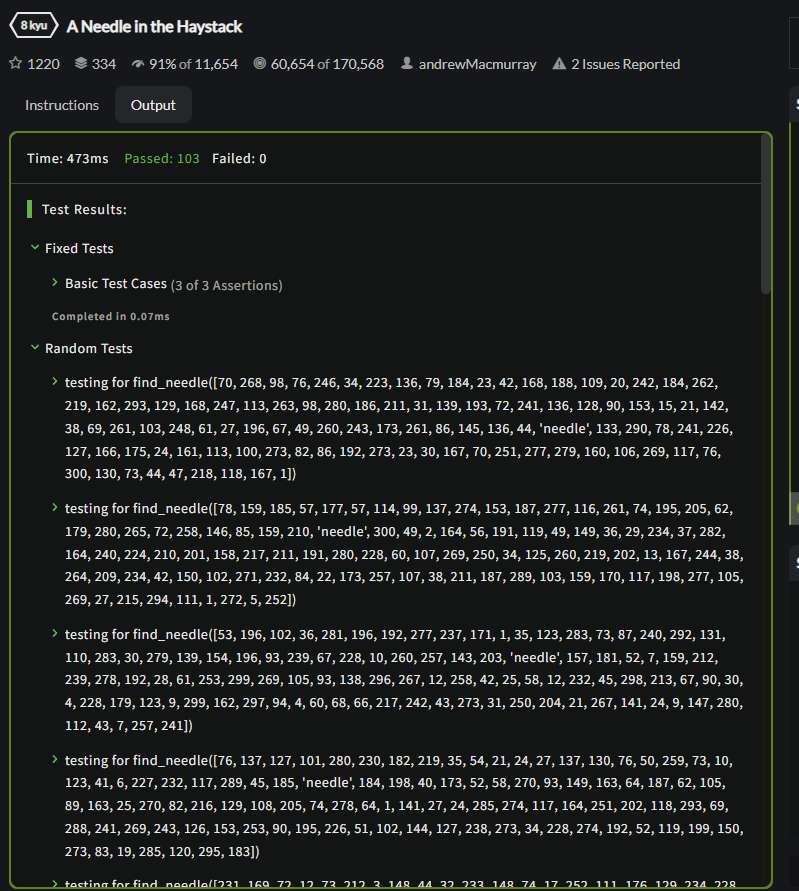 8 kyu A Needle in the Haystack
1220 334 91% of 11,654 60,654 of 170,568 andrewMacmurray 2 Issues Reported
Instructions Output
Time: 473ms Passed: 103 Failed: 0
Test Results:
Fixed Tests
Basic Test Cases (3 of 3 Assertions)
Completed in 0.07ms
Random Tests
testing for find_needle([70, 268, 98, 76, 246, 34, 223, 136, 79, 184, 23, 42, 168, 188, 109, 20, 242, 184, 262,
219, 162, 293, 129, 168, 247, 113, 263, 98, 280, 186, 211, 31, 139, 193, 72, 241, 136, 128, 90, 153, 15, 21, 142,
38, 69, 261, 103, 248, 61, 27, 196, 67, 49, 260, 243, 173, 261, 86, 145, 136, 44, 'needle', 133, 290, 78, 241, 226,
127, 166, 175, 24, 161, 113, 100, 273, 82, 86, 192, 273, 23, 30, 167, 70, 251, 277, 279, 160, 106, 269, 117, 76,
300, 130, 73, 44, 47, 218, 118, 167, 1])
testing for find_needle([78, 159, 185, 57, 177, 57, 114, 99, 137, 274, 153, 187, 277, 116, 261, 74, 195, 205, 62,
179, 280, 265, 72, 258, 146, 85, 159, 210, 'needle', 300, 49, 2, 164, 56, 191, 119, 49, 149, 36, 29, 234, 37, 282,
164, 240, 224, 210, 201, 158, 217, 211, 191, 280, 228, 60, 107, 269, 250, 34, 125, 260, 219, 202, 13, 167, 244, 38,
264, 209, 234, 42, 150, 102, 271, 232, 84, 22, 173, 257, 107, 38, 211, 187, 289, 103, 159, 170, 117, 198, 277, 105,
269, 27, 215, 294, 111, 1, 272, 5, 252])
testing for find_needle([53, 196, 102, 36, 281, 196, 192, 277, 237, 171, 1, 35, 123, 283, 73, 87, 240, 292, 131,
110, 283, 30, 279, 139, 154, 196, 93, 239, 67, 228, 10, 260, 257, 143, 203, 'needle', 157, 181, 52, 7, 159, 212,
239, 278, 192, 28, 61, 253, 299, 269, 105, 93, 138, 296, 267, 12, 258, 42, 25, 58, 12, 232, 45, 298, 213, 67, 90, 30,
4, 228, 179, 123, 9, 299, 162, 297, 94, 4, 60, 68, 66, 217, 242, 43, 273, 31, 250, 204, 21, 267, 141, 24, 9, 147, 280,
112, 43, 7, 257, 241])
testing for find_needle([76, 137, 127, 101, 280, 230, 182, 219, 35, 54, 21, 24, 27, 137, 130, 76, 50, 259, 73, 10,
123, 41, 6, 227, 232, 117, 289, 45, 185, 'needle', 184, 198, 40, 173, 52, 58, 270, 93, 149, 163, 64, 187, 62, 105,
89, 163, 25, 270, 82, 216, 129, 108, 205, 74, 278, 64, 1, 141, 27, 24, 285, 274, 117, 164, 251, 202, 118, 293, 69,
288, 241, 269, 243, 126, 153, 253, 90, 195, 226, 51, 102, 144, 127, 238, 273, 34, 228, 274, 192, 52, 119, 199, 150,
273, 83, 19, 285, 120, 295, 183])
testing for find_needle([231, 169, 72, 12, 73, 212, 3, 148, 44, 32, 233, 148, 74, 17, 252, 111, 176, 129, 234, 228,